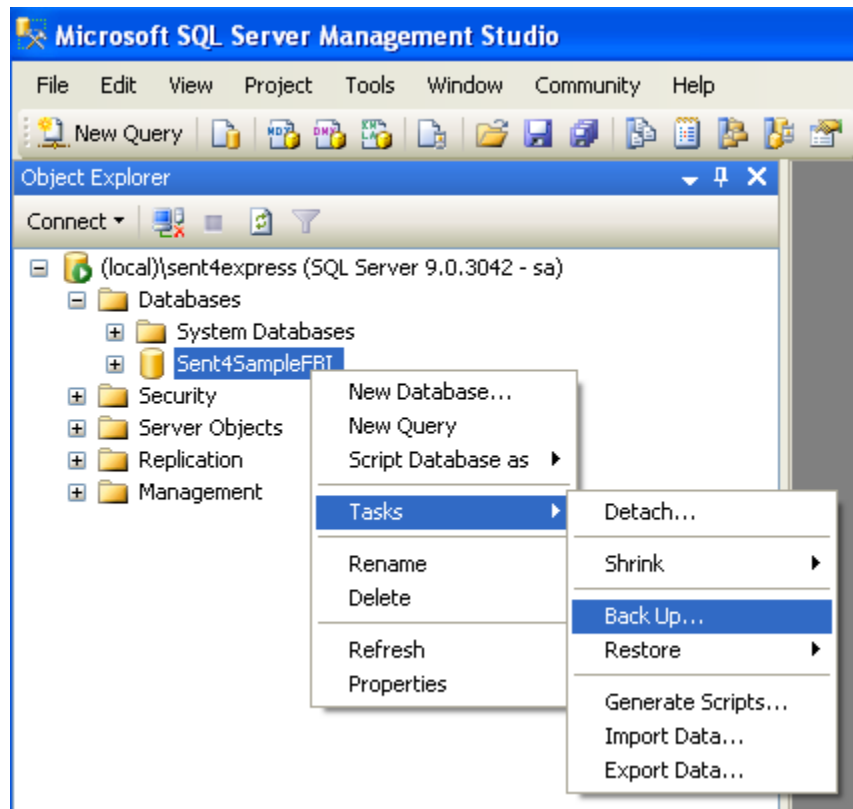 Microsoft SQL Server Management Studio
File Edit View Project Tools Window Community Help
New Query
Object Explorer
Connect
(local)\sent4express (SQL Server 9.0.3042 - sa)
Databases
System Databases
Sent4SampleFBI
Security
Server Objects
Replication
Management
New Database...
New Query
Script Database as
Tasks
Rename
Delete
Refresh
Properties
Detach...
Shrink
Back Up...
Restore
Generate Scripts...
Import Data...
Export Data...